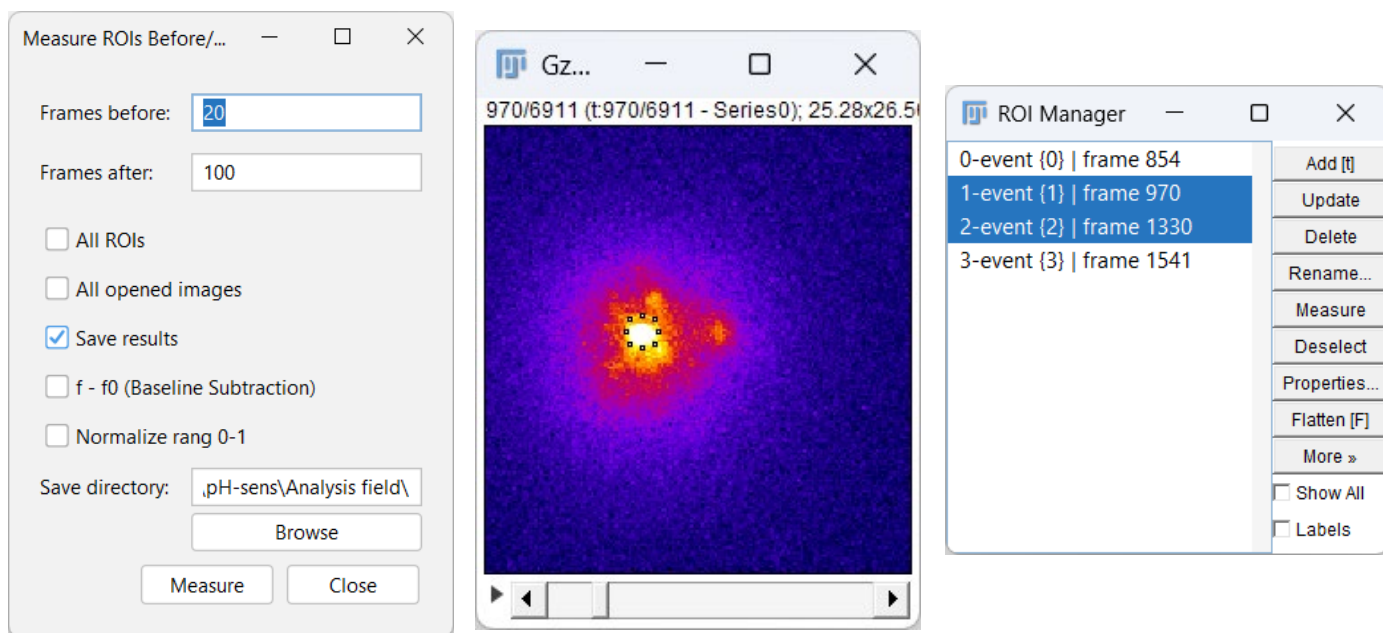 Measure ROIs Before/...
Frames before: 20
Frames after: 100
All ROIs
All opened images
Save results
f - f0 (Baseline Subtraction)
Normalize rang 0-1
Save directory: pH-sens\Analysis field\
Browse
Measure Close
Gz...
970/6911 (t:970/6911 - Series0); 25.28x26.5
ROI Manager
0-event {0} | frame 854
1-event {1} | frame 970
2-event {2} | frame 1330
3-event {3} | frame 1541
Add [t]
Update
Delete
Rename...
Measure
Deselect
Properties...
Flatten [F]
More »
Show All
Labels